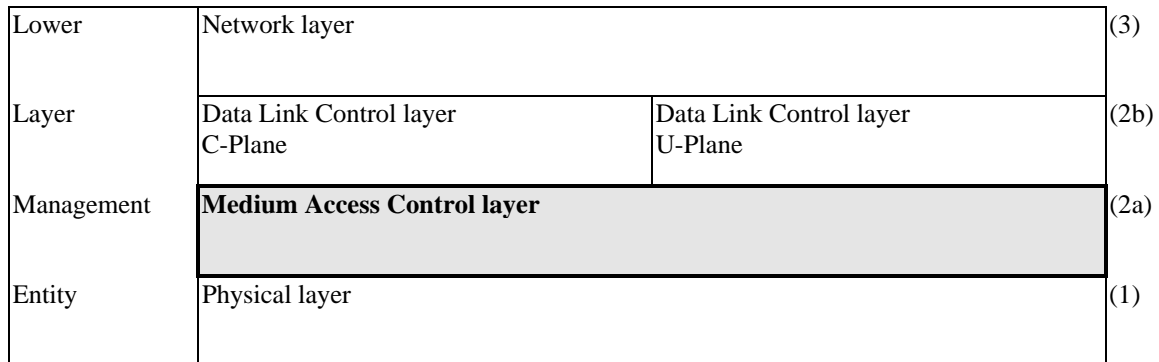 Lower Network layer (3)
Layer Data Link Control layer Data Link Control layer (2b)
C-Plane U-Plane
Management Medium Access Control layer (2a)
Entity Physical layer (1)